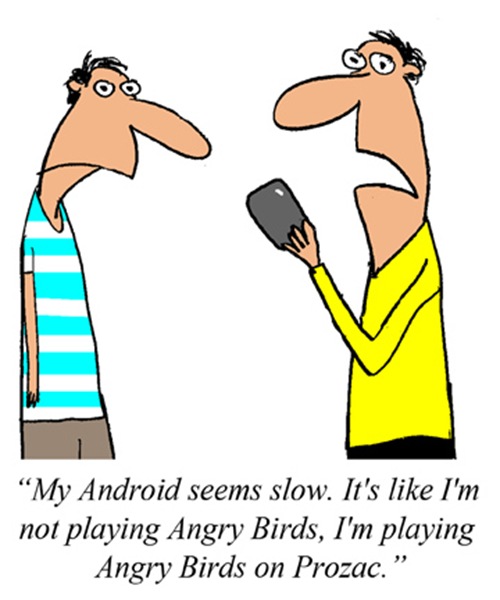 “My Android seems slow. It's like I'm
not playing Angry Birds, I'm playing
Angry Birds on Prozac.”